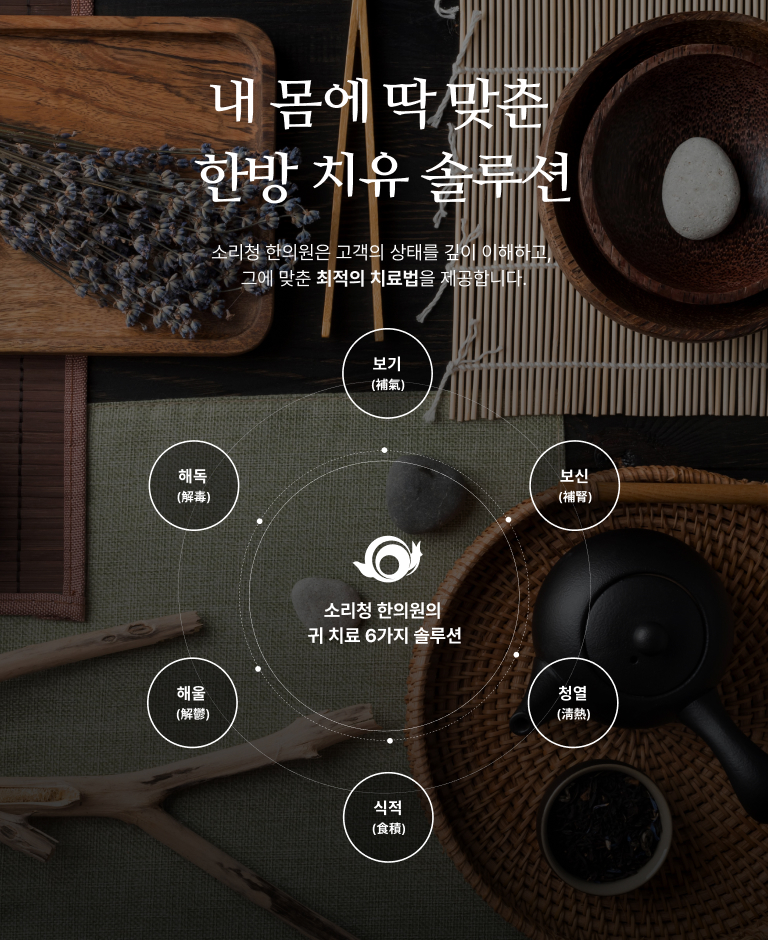 내 몸에 딱 맞춘
한방 치유 솔루션
소리청 한의원은 고객의 상태를 깊이 이해하고,
그에 맞춘 최적의 치료법을 제공합니다.
보기
(補氣)
해독
(解毒)
보신
(補腎)
소리청 한의원의
귀 치료 6가지 솔루션
해울
(解鬱)
청열
(淸熱)
식적
(食積)